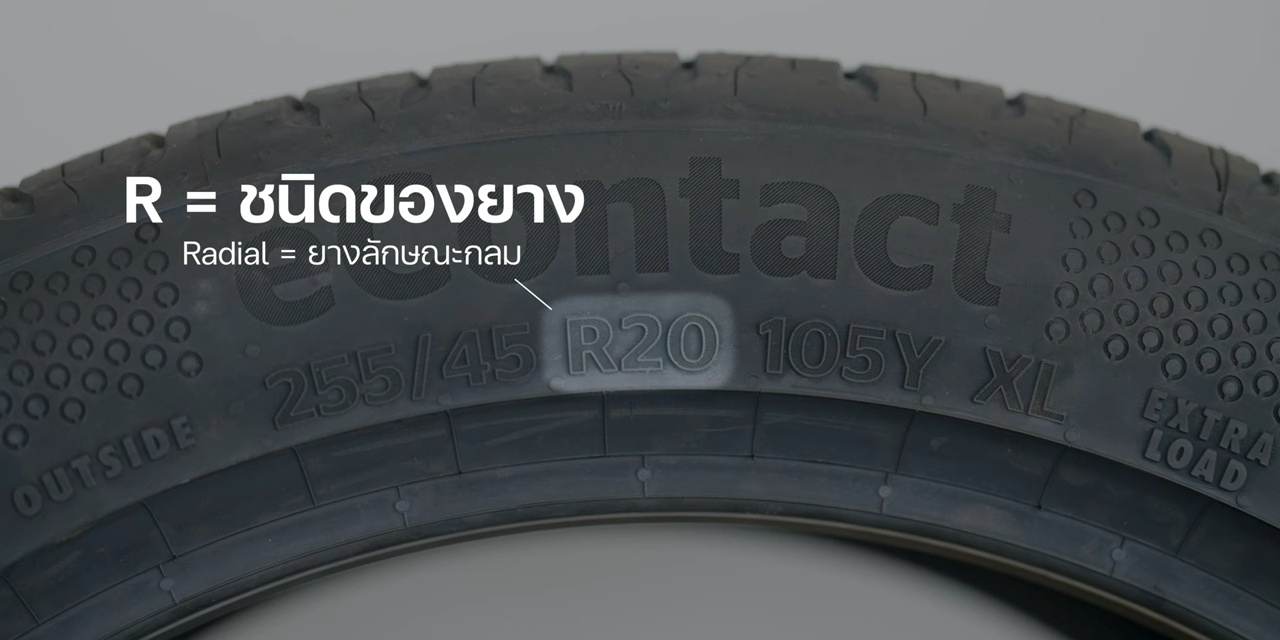 R = ชนิดของยาง
Radial = ยางลักษณะกลม
eContact
255/45 R20 105Y XL
OUTSIDE
EXTRA
LOAD